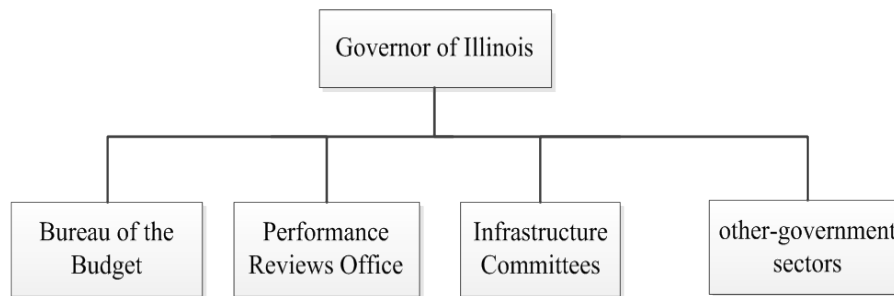 Governor of Illinois
Bureau of the
Budget
Performance
Reviews Office
Infrastructure
Committees
other-government
sectors